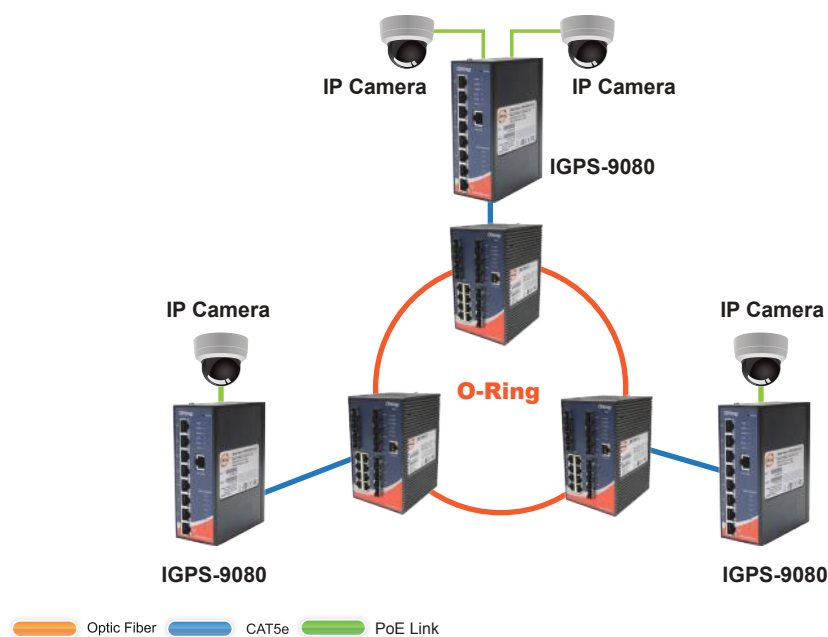 IP Camera
IP Camera
IGPS-9080
IP Camera
IP Camera
O-Ring
IGPS-9080
IGPS-9080
Optic Fiber
CAT5e
PoE Link